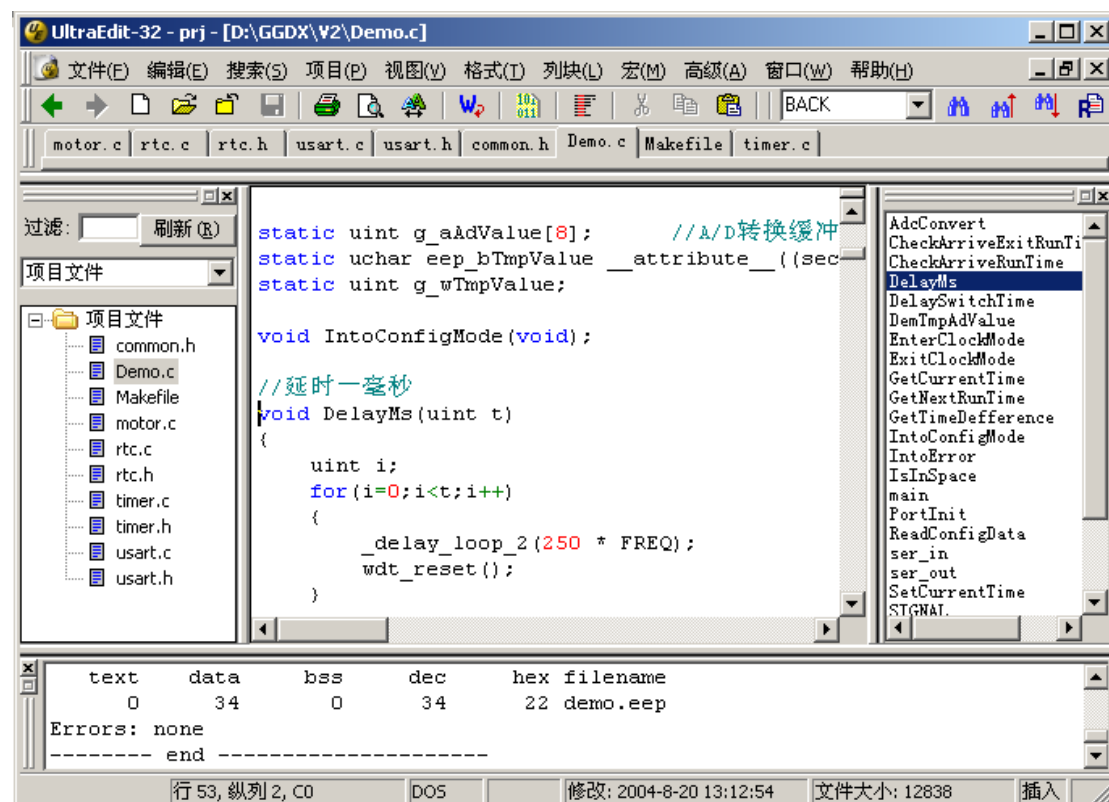 UltraEdit-32 - prj - [D:\GGDX\V2\Demo.c]
文件(F) 编辑(E) 搜索(S) 项目(P) 视图(V) 格式(T) 列块(L) 宏(M) 高级(A) 窗口(W) 帮助(H)
BACK
motor.c rtc.c rtc.h usart.c usart.h common.h Demo.c Makefile timer.c
过滤: 刷新(R)
项目文件
项目文件
common.h
Demo.c
Makefile
motor.c
rtc.c
rtc.h
timer.c
timer.h
usart.c
usart.h
static uint g_aAdValue[8]; //A/D转换缓冲
static uchar eep_bTmpValue __attribute__((sec
static uint g_wTmpValue;
void IntoConfigMode(void);
//延时一毫秒
void DelayMs(uint t)
{
uint i;
for(i=0;i<t;i++)
{
_delay_loop_2(250 * FREQ);
wdt_reset();
}
AdcConvert
CheckArriveExitRunTi
CheckArriveRunTime
DelayMs
DelaySwitchTime
DemTmpAdValue
EnterClockMode
ExitClockMode
GetCurrentTime
GetNextRunTime
GetTimeDefference
IntoConfigMode
IntoError
IsInSpace
main
PortInit
ReadConfigData
ser_in
ser_out
SetCurrentTime
SIGNAL
text data bss dec hex filename
0 34 0 34 22 demo.eep
Errors: none
-------- end ---------------------
行 53, 纵列 2, C0 DOS 修改: 2004-8-20 13:12:54 文件大小: 12838 插入